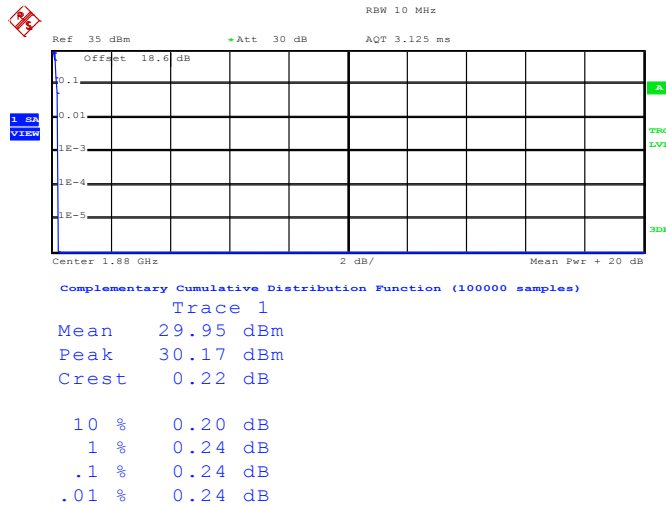 RBW 10 MHz
Ref 35 dBm *Att 30 dB AQT 3.125 ms
Offset 18.6 dB
0.1
A
0.01
1 SA
VIEW
1E-3
1E-4
1E-5
3DB
Center 1.88 GHz 2 dB/ Mean Pwr + 20 dB
Complementary Cumulative Distribution Function (100000 samples)
Trace 1
Mean 29.95 dBm
Peak 30.17 dBm
Crest 0.22 dB
10 % 0.20 dB
1 % 0.24 dB
.1 % 0.24 dB
.01 % 0.24 dB